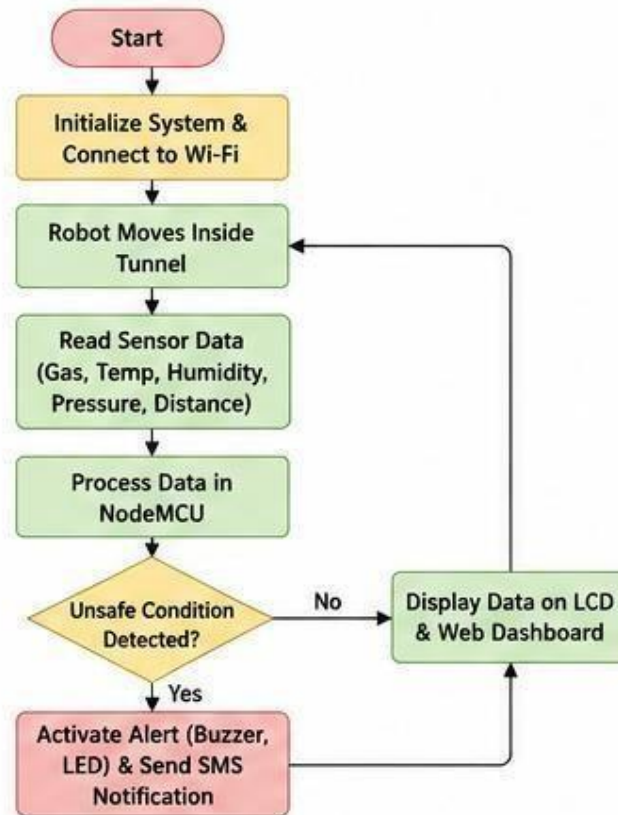 Start
Initialize System &
Connect to Wi-Fi
Robot Moves Inside
Tunnel
Read Sensor Data
(Gas, Temp, Humidity,
Pressure, Distance)
Process Data in
NodeMCU
Unsafe Condition
Detected?
No
Display Data on LCD
& Web Dashboard
Yes
Activate Alert (Buzzer,
LED) & Send SMS
Notification